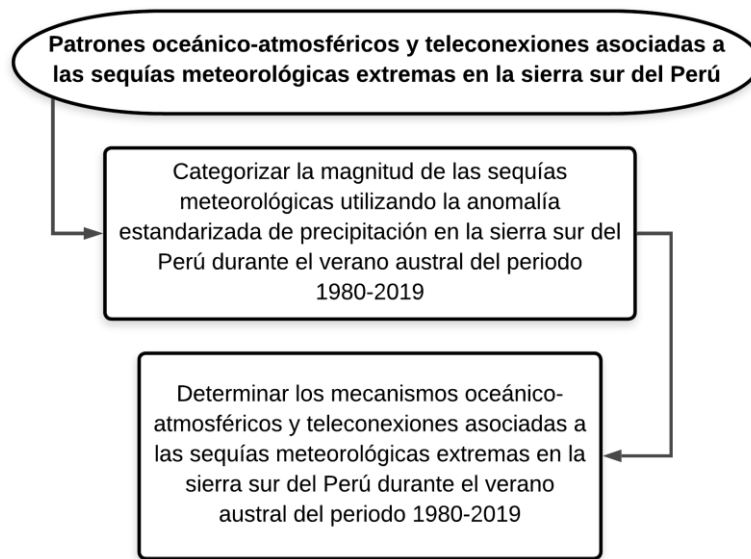 Patrones oceánico-atmosféricos y teleconexiones asociadas a
las sequías meteorológicas extremas en la sierra sur del Perú
Categorizar la magnitud de las sequías
meteorológicas utilizando la anomalía
estandarizada de precipitación en la sierra sur del
Perú durante el verano austral del periodo
1980-2019
Determinar los mecanismos oceánico-
atmosféricos y teleconexiones asociadas a
las sequías meteorológicas extremas en la
sierra sur del Perú durante el verano
austral del periodo 1980-2019